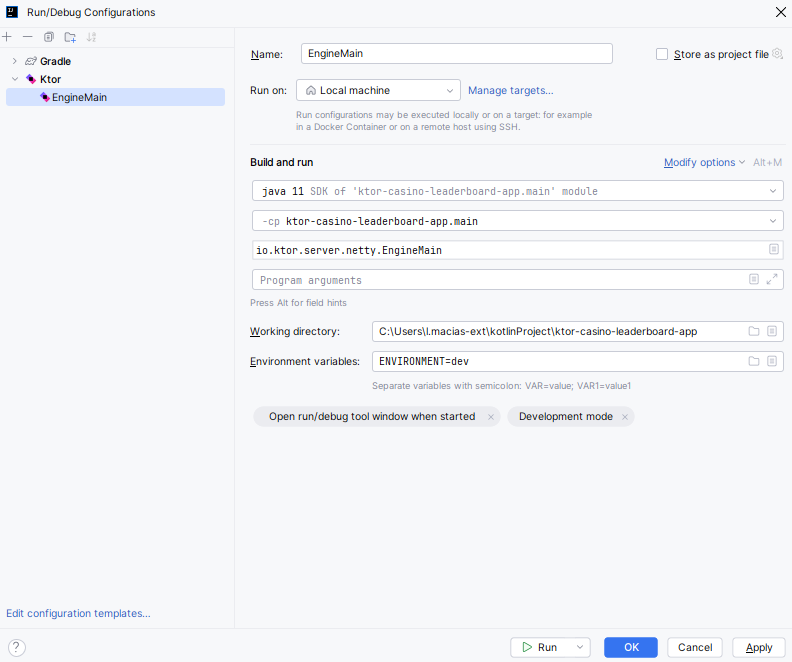 Run/Debug Configurations
Gradle
Ktor
EngineMain
Name: EngineMain Store as project file
Run on: Local machine Manage targets...
Run configurations may be executed locally or on a target: for example
in a Docker Container or on a remote host using SSH.
Build and run Modify options Alt+M
java 11 SDK of 'ktor-casino-leaderboard-app.main' module
-cp ktor-casino-leaderboard-app.main
io.ktor.server.netty.EngineMain
Program arguments
Press Alt for field hints
Working directory: C:\Users\l.macias-ext\kotlinProject\ktor-casino-leaderboard-app
Environment variables: ENVIRONMENT=dev
Separate variables with semicolon: VAR=value; VAR1=value1
Open run/debug tool window when started × Development mode ×
Edit configuration templates...
? Run OK Cancel Apply